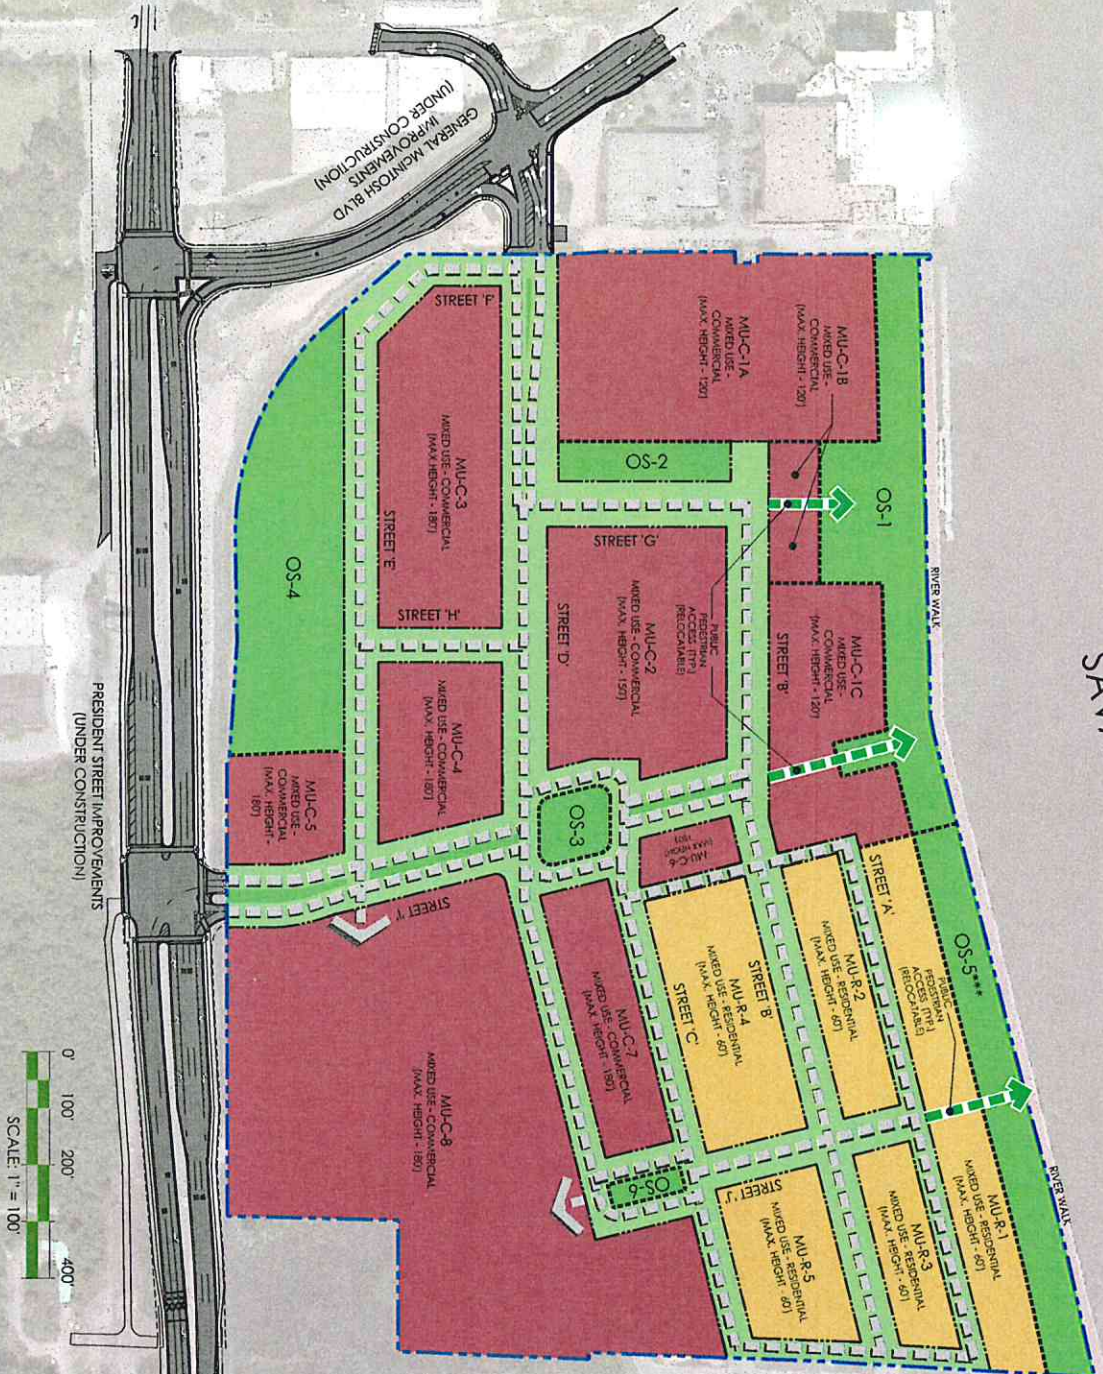 SAV
RIVER WALK
RIVER WALK
GENERAL MCINTOSH BLVD
IMPROVEMENTS
(UNDER CONSTRUCTION)
MU-C-1B
MIXED USE -
COMMERCIAL
(MAX. HEIGHT - 120')
MU-C-1A
MIXED USE -
COMMERCIAL
(MAX. HEIGHT - 120')
OS-1
OS-2
MU-C-1C
MIXED USE -
COMMERCIAL
(MAX. HEIGHT - 120')
STREET 'B'
PUBLIC
PEDESTRIAN
ACCESS (TYP.)
(RELOCATABLE)
STREET 'G'
MU-C-2
MIXED USE - COMMERCIAL
(MAX. HEIGHT - 150')
STREET 'D'
STREET 'F'
MU-C-3
MIXED USE - COMMERCIAL
(MAX. HEIGHT - 180')
STREET 'E'
STREET 'H'
OS-4
MU-C-4
MIXED USE - COMMERCIAL
(MAX. HEIGHT - 180')
MU-C-5
MIXED USE -
COMMERCIAL
(MAX. HEIGHT -
180')
OS-3
MU-C-6
STREET 'A'
OS-5***
PUBLIC
PEDESTRIAN
ACCESS (TYP.)
(RELOCATABLE)
MU-R-2
MIXED USE - RESIDENTIAL
(MAX. HEIGHT - 60')
STREET 'B'
MU-R-4
MIXED USE - RESIDENTIAL
(MAX. HEIGHT - 60')
STREET 'C'
MU-C-7
MIXED USE - COMMERCIAL
(MAX. HEIGHT - 180')
STREET 'I'
MU-C-8
MIXED USE - COMMERCIAL
(MAX. HEIGHT - 180')
MU-R-1
MIXED USE - RESIDENTIAL
(MAX. HEIGHT - 60')
MU-R-3
MIXED USE - RESIDENTIAL
(MAX. HEIGHT - 60')
STREET 'J'
MU-R-5
MIXED USE - RESIDENTIAL
(MAX. HEIGHT - 60')
OS-6
PRESIDENT STREET IMPROVEMENTS
(UNDER CONSTRUCTION)
0' 100' 200' 400'
SCALE: 1" = 100'